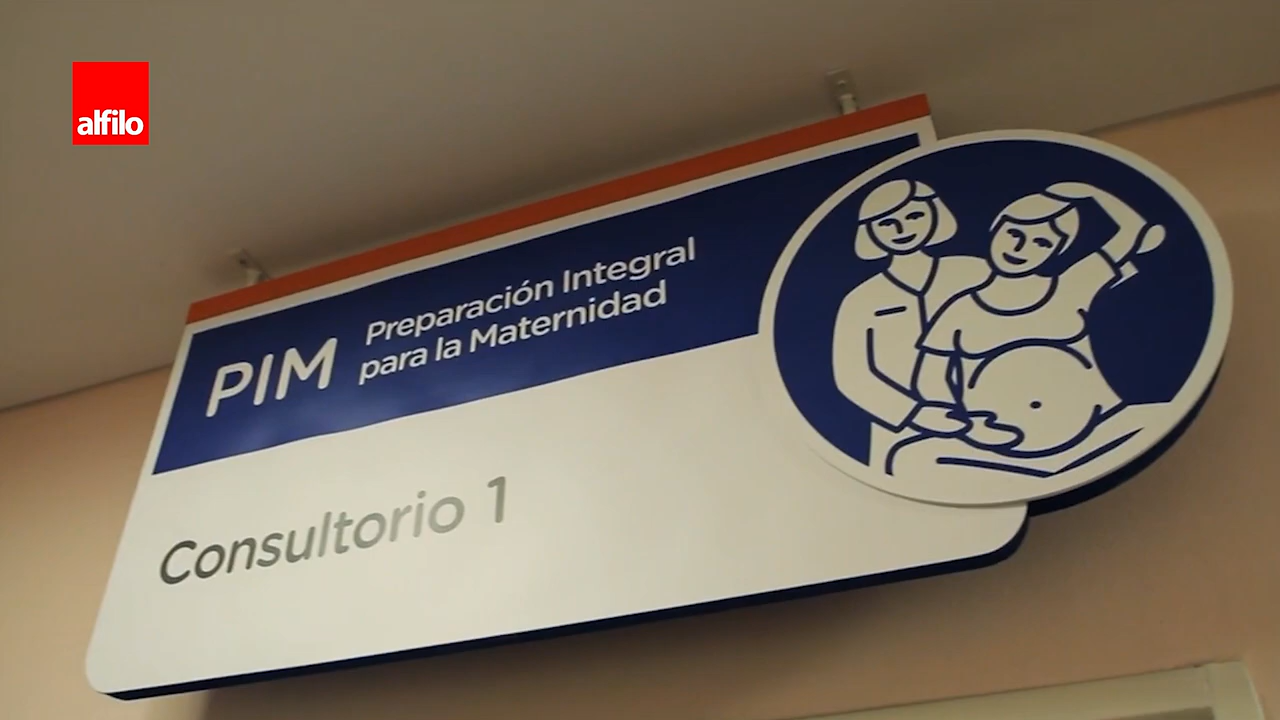 alfilo
PIM
Preparación Integral
para la Maternidad
Consultorio 1